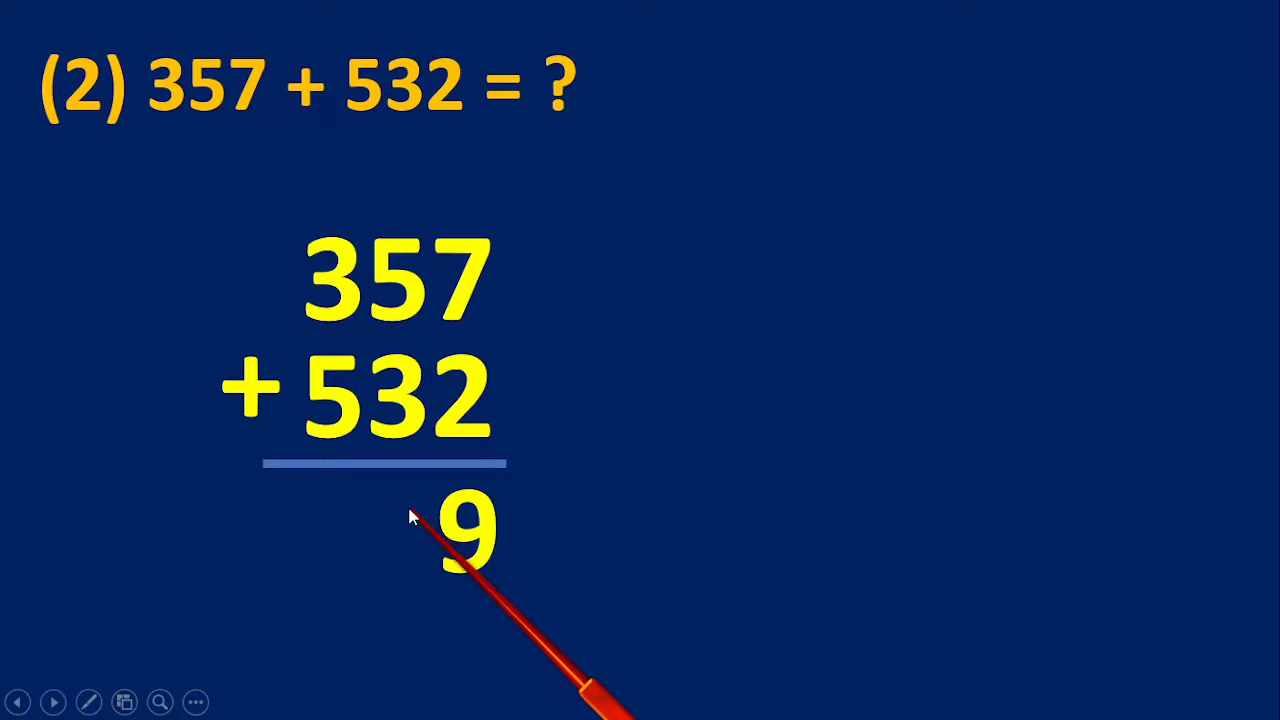 (2) 357 + 532 = ?
357
+ 532
9